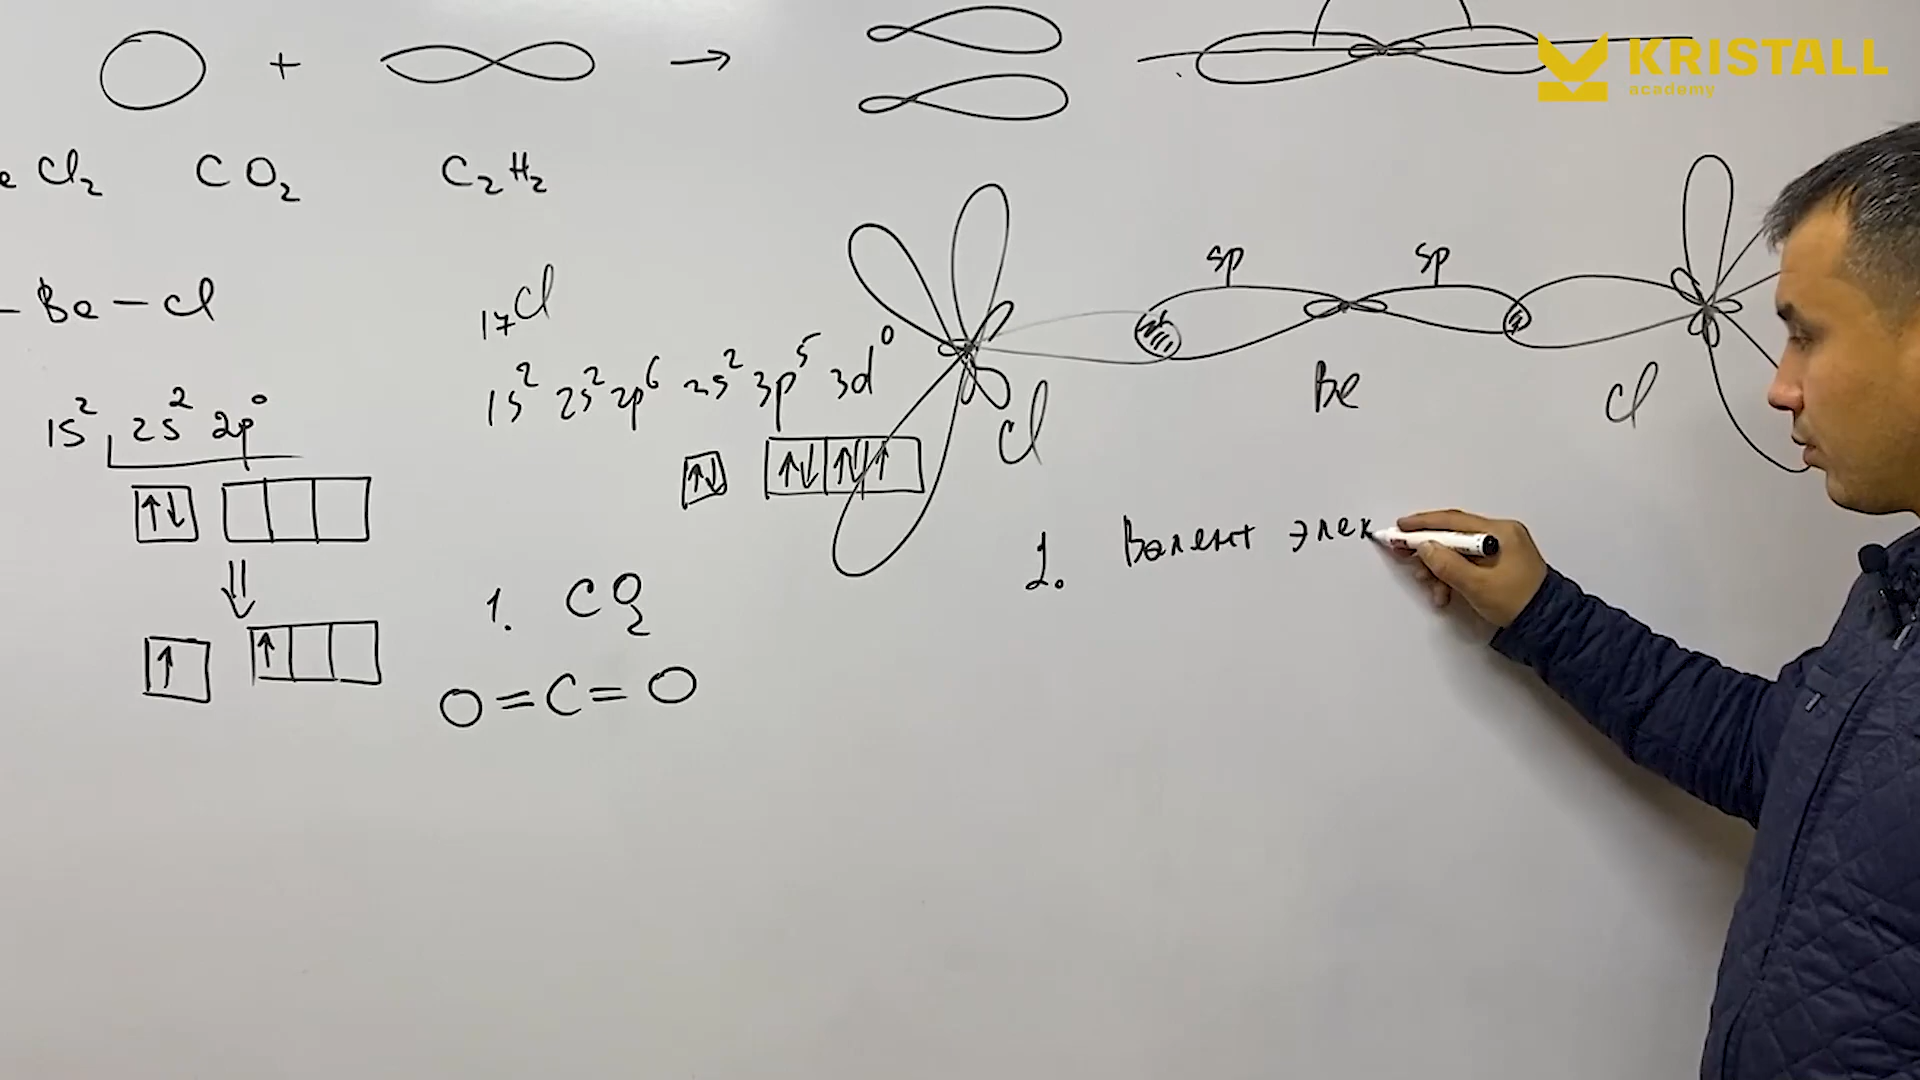 + →
KRISTALL
academy
Cl₂ CO₂ C₂H₂
sp sp
– Be – Cl
₁₇Cl
1s² 2s² 2p⁶ 3s² 3p⁵ 3d⁰
Cl Be Cl
1s² 2s² 2p⁰
↑↓ ↑↓ ↑↓ ↑
↑↓
1. Валент элек
⇓
1. CO₂
↑ ↑
O = C = O